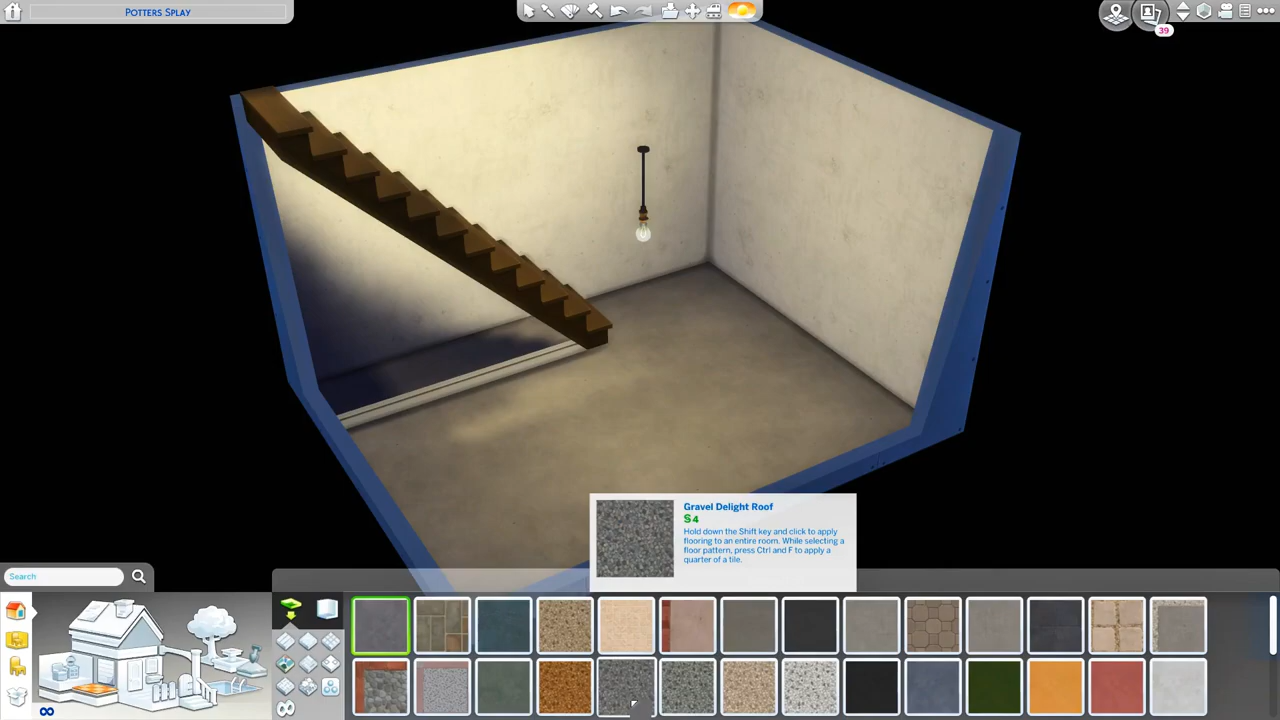 Potters Splay
39
Gravel Delight Roof
§4
Hold down the Shift key and click to apply
flooring to an entire room. While selecting a
floor pattern, press Ctrl and F to apply a
quarter of a tile.
Search